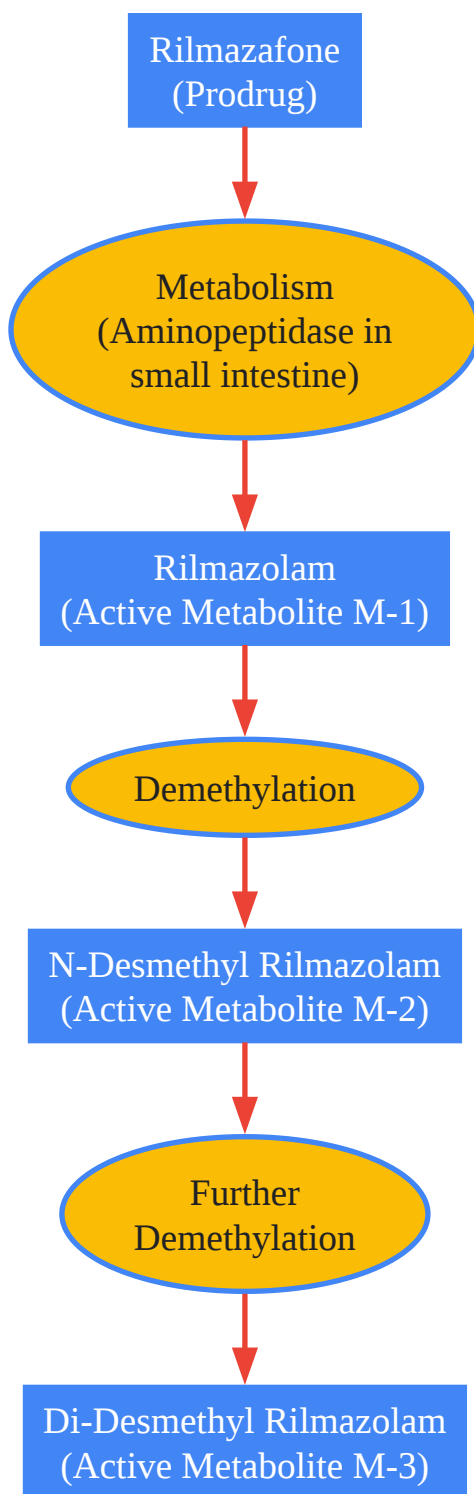 Rilmazafone
(Prodrug)
Metabolism
(Aminopeptidase in
small intestine)
Rilmazolam
(Active Metabolite M-1)
Demethylation
N-Desmethyl Rilmazolam
(Active Metabolite M-2)
Further
Demethylation
Di-Desmethyl Rilmazolam
(Active Metabolite M-3)